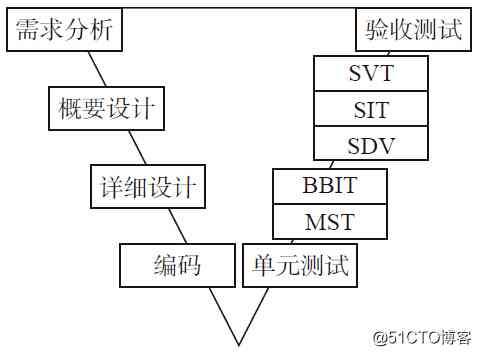 需求分析
验收测试
SVT
概要设计
SIT
SDV
详细设计
BBIT
MST
编码
单元测试
@51CTO博客